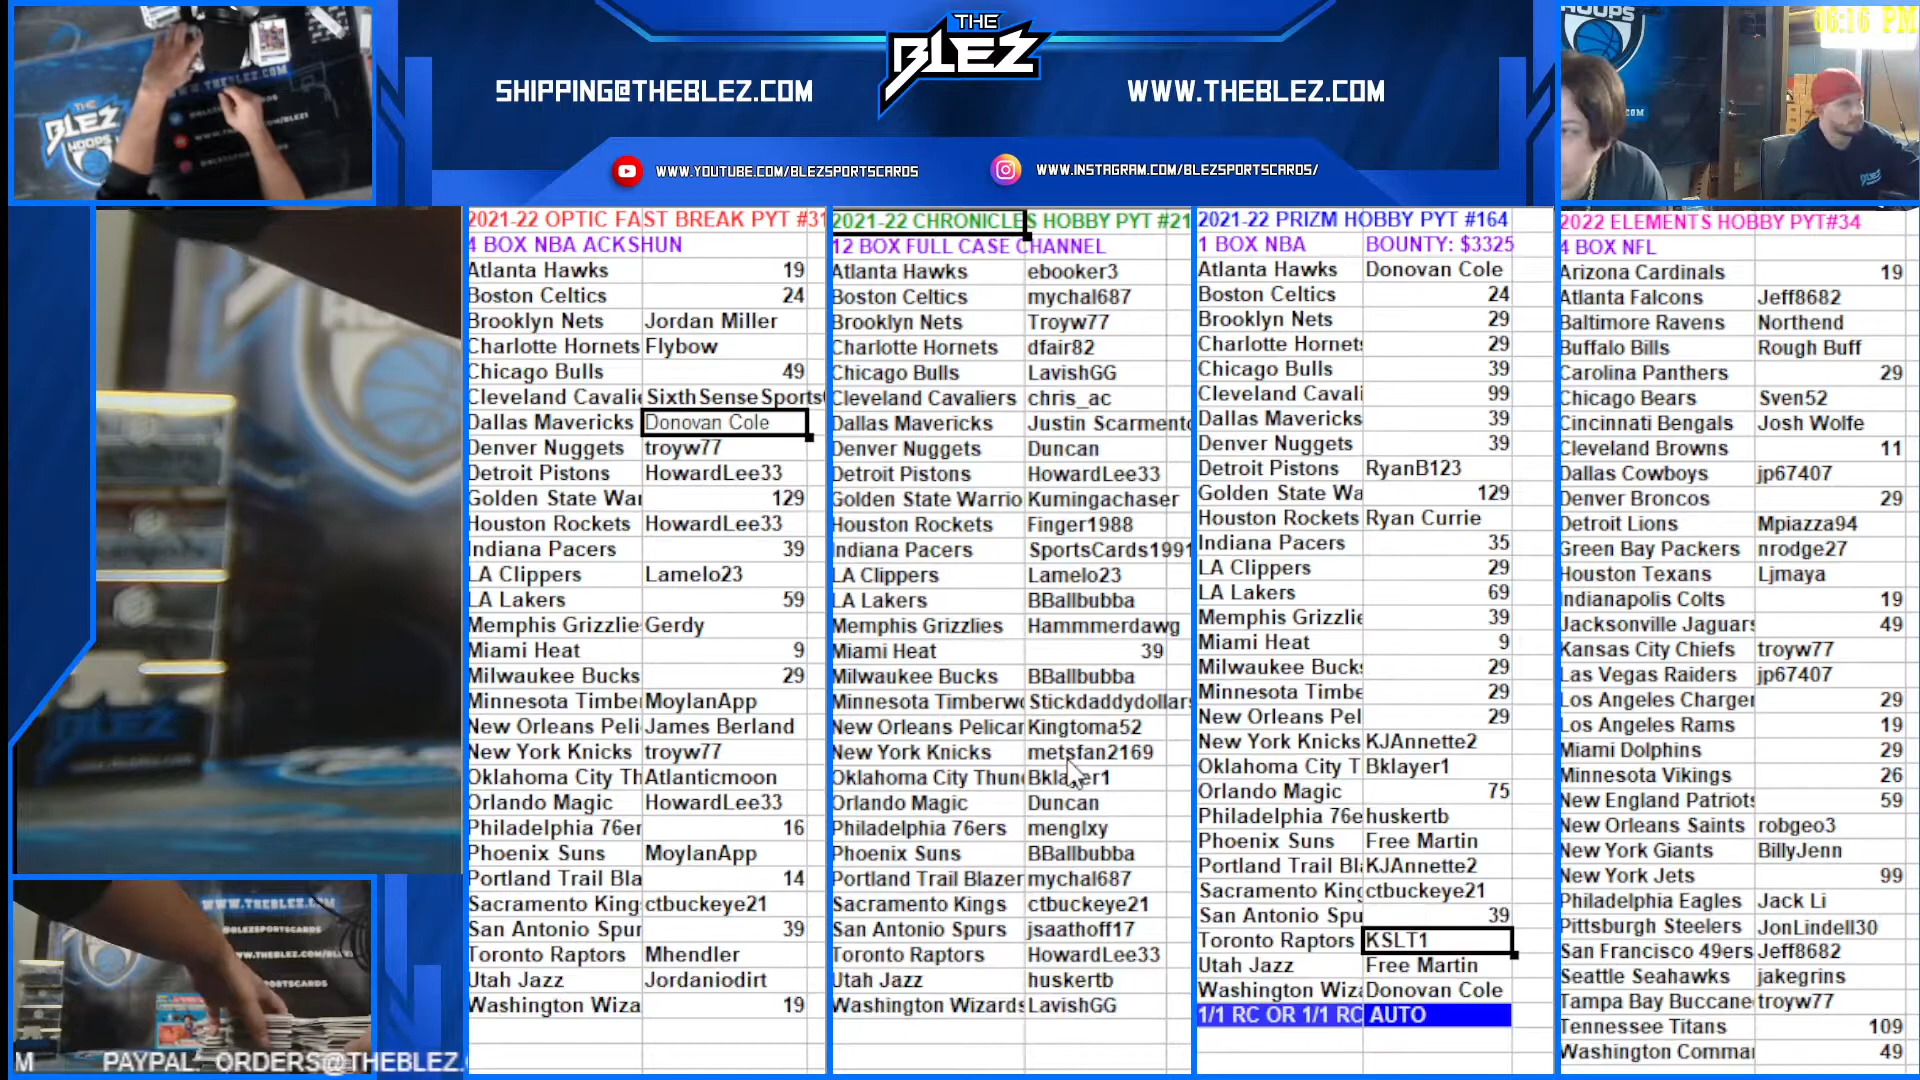 THE
BLEZ
SHIPPING@THEBLEZ.COM
WWW.THEBLEZ.COM
WWW.YOUTUBE.COM/BLEZSPORTSCARDS
WWW.INSTAGRAM.COM/BLEZSPORTSCARDS/
06:16 PM
HOOPS
THE
BLEZ
HOOPS
2021-22 OPTIC FAST BREAK PYT #31
4 BOX NBA ACKSHUN
Atlanta Hawks 19
Boston Celtics 24
Brooklyn Nets Jordan Miller
Charlotte Hornets Flybow
Chicago Bulls 49
Cleveland Cavalie SixthSenseSports
Dallas Mavericks Donovan Cole
Denver Nuggets troyw77
Detroit Pistons HowardLee33
Golden State Wa 129
Houston Rockets HowardLee33
Indiana Pacers 39
LA Clippers Lamelo23
LA Lakers 59
Memphis Grizzlie Gerdy
Miami Heat 9
Milwaukee Bucks 29
Minnesota Timbe MoylanApp
New Orleans Peli James Berland
New York Knicks troyw77
Oklahoma City Th Atlanticmoon
Orlando Magic HowardLee33
Philadelphia 76er 16
Phoenix Suns MoylanApp
Portland Trail Bla 14
Sacramento King ctbuckeye21
San Antonio Spur 39
Toronto Raptors Mhendler
Utah Jazz Jordaniodirt
Washington Wiza 19
2021-22 CHRONICLES HOBBY PYT #21
12 BOX FULL CASE CHANNEL
Atlanta Hawks ebooker3
Boston Celtics mychal687
Brooklyn Nets Troyw77
Charlotte Hornets dfair82
Chicago Bulls LavishGG
Cleveland Cavaliers chris_ac
Dallas Mavericks Justin Scarmento
Denver Nuggets Duncan
Detroit Pistons HowardLee33
Golden State Warrio Kumingachaser
Houston Rockets Finger1988
Indiana Pacers SportsCards1991
LA Clippers Lamelo23
LA Lakers BBallbubba
Memphis Grizzlies Hammmerdawg
Miami Heat 39
Milwaukee Bucks BBallbubba
Minnesota Timberwo Stickdaddydollars
New Orleans Pelican Kingtoma52
New York Knicks metsfan2169
Oklahoma City Thun Bklayer1
Orlando Magic Duncan
Philadelphia 76ers menglxy
Phoenix Suns BBallbubba
Portland Trail Blazer mychal687
Sacramento Kings ctbuckeye21
San Antonio Spurs jsaathoff17
Toronto Raptors HowardLee33
Utah Jazz huskertb
Washington Wizards LavishGG
2021-22 PRIZM HOBBY PYT #164
1 BOX NBA BOUNTY: $3325
Atlanta Hawks Donovan Cole
Boston Celtics 24
Brooklyn Nets 29
Charlotte Hornets 29
Chicago Bulls 39
Cleveland Cavali 99
Dallas Mavericks 39
Denver Nuggets 39
Detroit Pistons RyanB123
Golden State Wa 129
Houston Rockets Ryan Currie
Indiana Pacers 35
LA Clippers 29
LA Lakers 69
Memphis Grizzlie 39
Miami Heat 9
Milwaukee Bucks 29
Minnesota Timbe 29
New Orleans Pel 29
New York Knicks KJAnnette2
Oklahoma City T Bklayer1
Orlando Magic 75
Philadelphia 76e huskertb
Phoenix Suns Free Martin
Portland Trail Bla KJAnnette2
Sacramento King ctbuckeye21
San Antonio Spu 39
Toronto Raptors KSLT1
Utah Jazz Free Martin
Washington Wiza Donovan Cole
1/1 RC OR 1/1 RC AUTO
2022 ELEMENTS HOBBY PYT#34
4 BOX NFL
Arizona Cardinals 19
Atlanta Falcons Jeff8682
Baltimore Ravens Northend
Buffalo Bills Rough Buff
Carolina Panthers 29
Chicago Bears Sven52
Cincinnati Bengals Josh Wolfe
Cleveland Browns 11
Dallas Cowboys jp67407
Denver Broncos 29
Detroit Lions Mpiazza94
Green Bay Packers nrodge27
Houston Texans Ljmaya
Indianapolis Colts 19
Jacksonville Jaguars 49
Kansas City Chiefs troyw77
Las Vegas Raiders jp67407
Los Angeles Charger 29
Los Angeles Rams 19
Miami Dolphins 29
Minnesota Vikings 26
New England Patriots 59
New Orleans Saints robgeo3
New York Giants BillyJenn
New York Jets 99
Philadelphia Eagles Jack Li
Pittsburgh Steelers JonLindell30
San Francisco 49ers Jeff8682
Seattle Seahawks jakegrins
Tampa Bay Buccane troyw77
Tennessee Titans 109
Washington Comma 49
BLEZ
WWW.THEBLEZ.COM
@BLEZSPORTSCARDS
M PAYPAL: ORDERS@THEBLEZ.